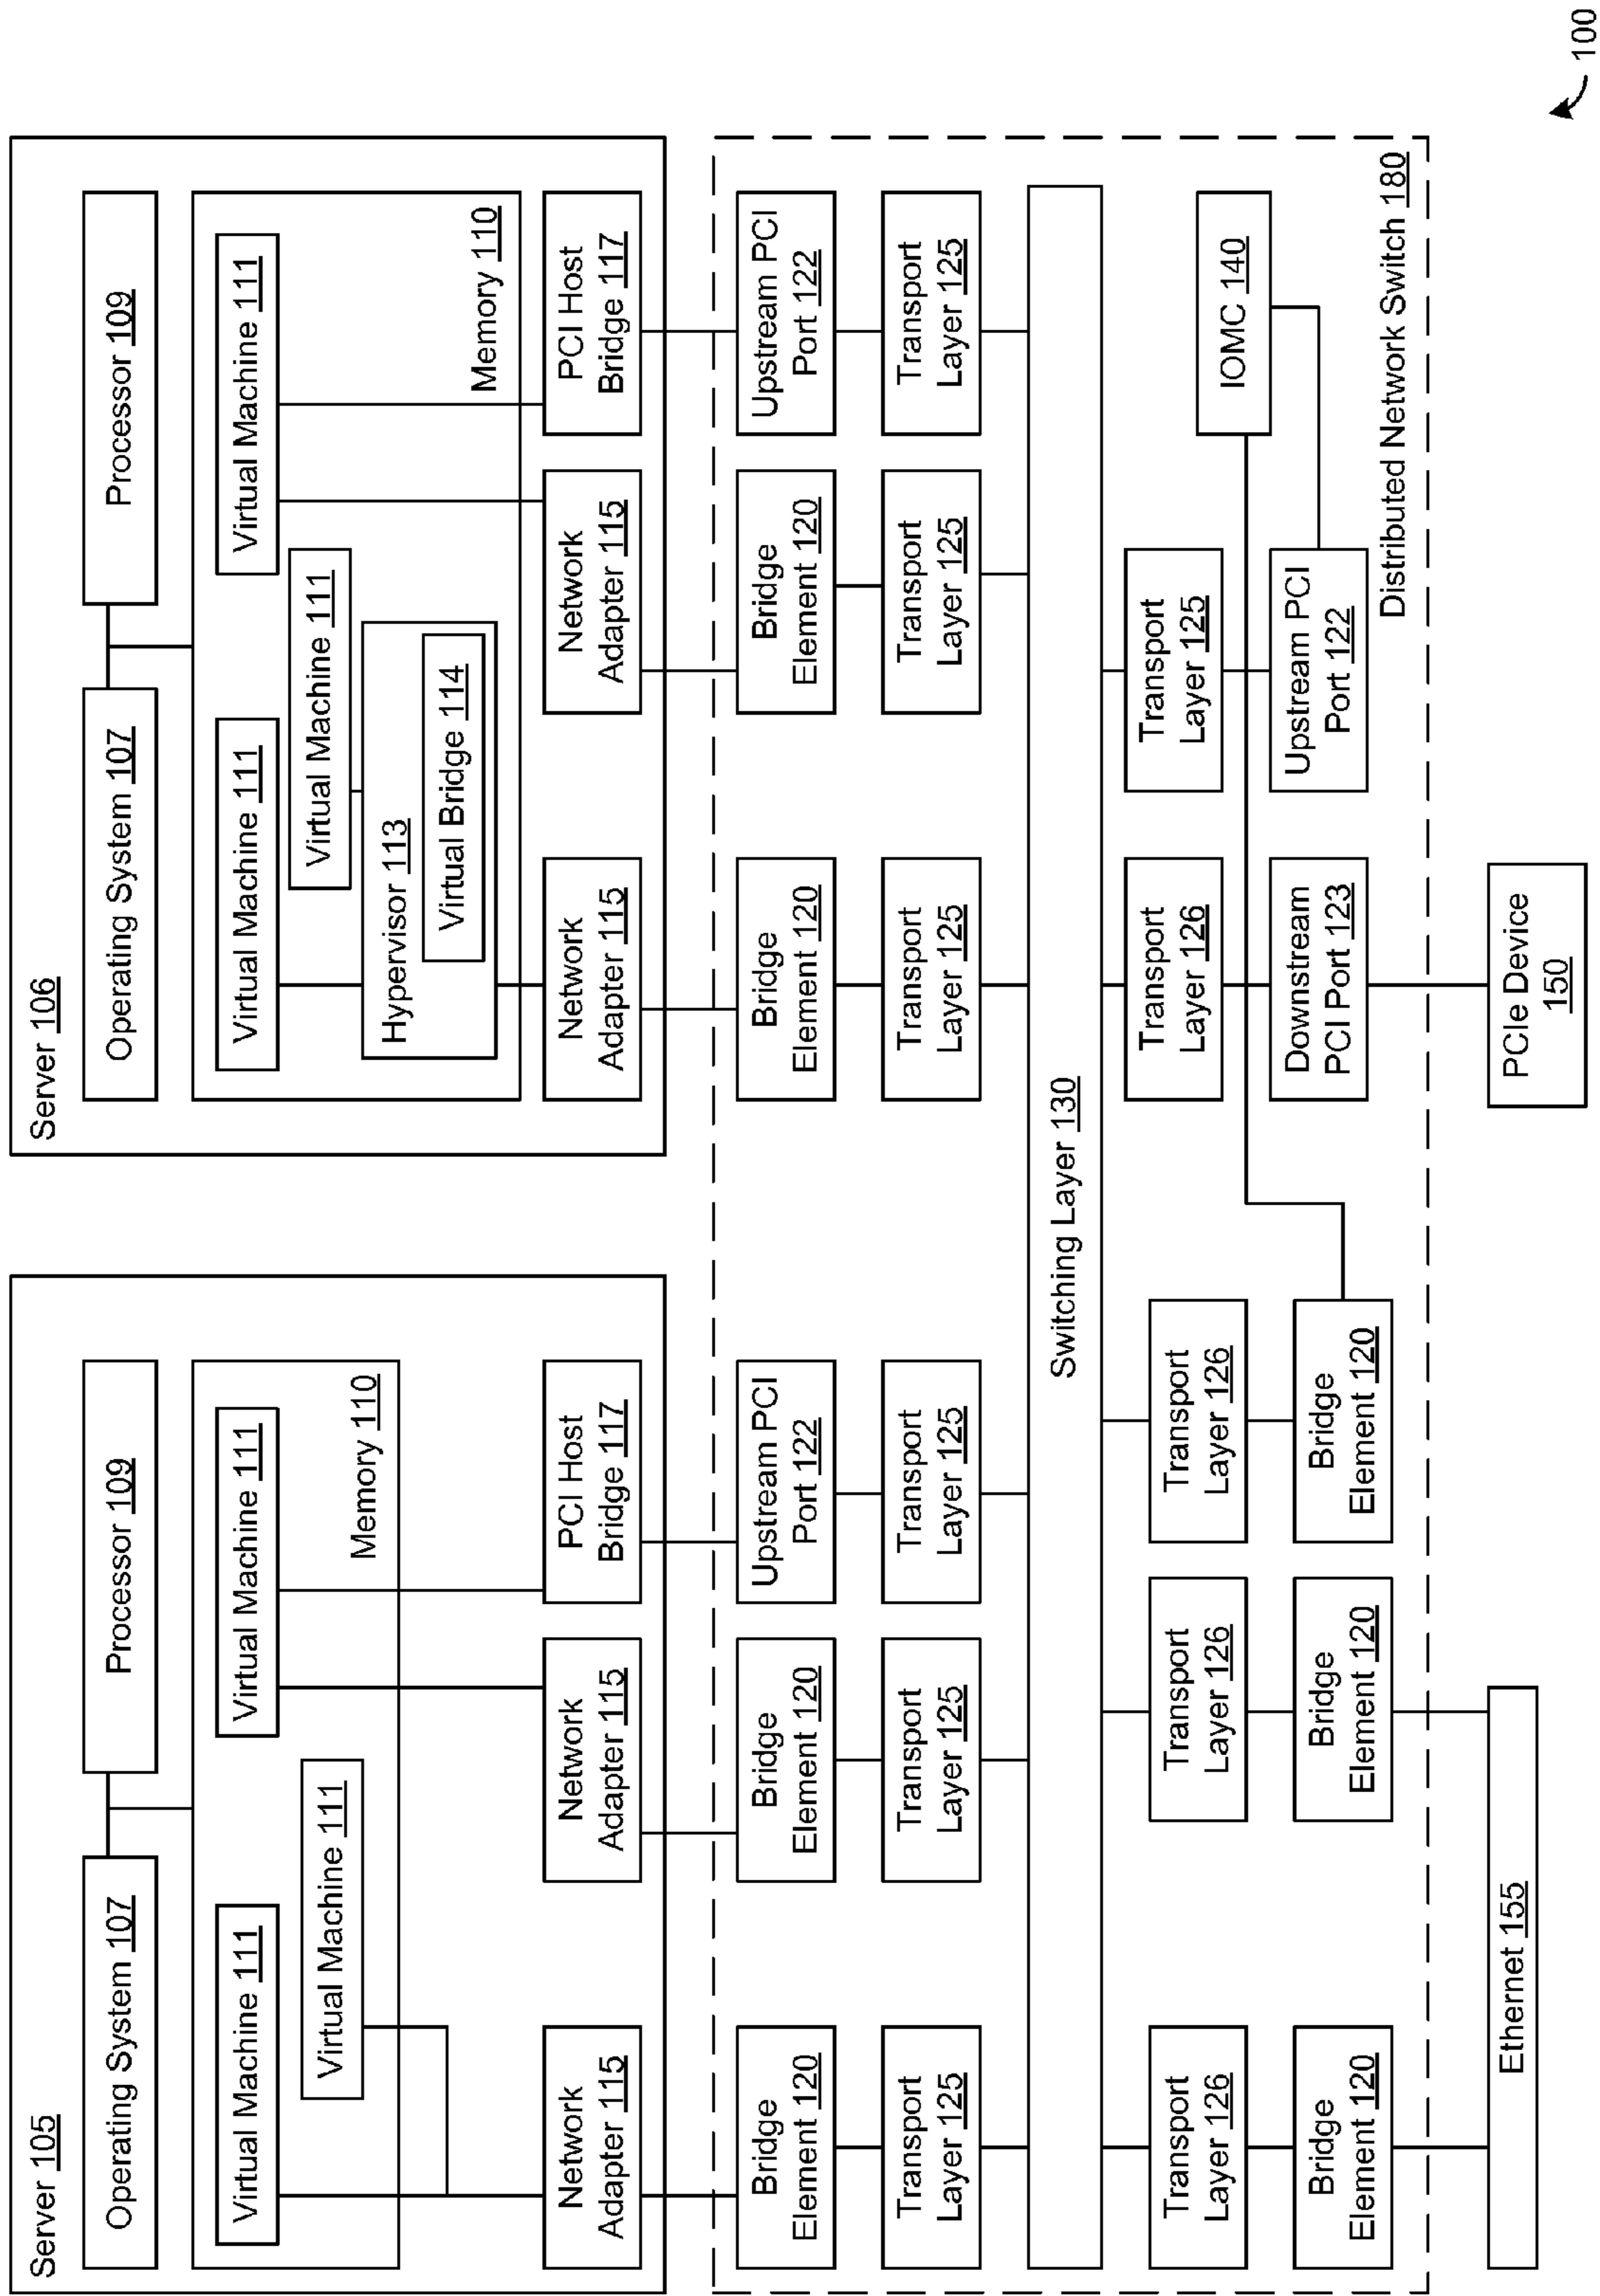 Server 105
Operating System 107
Processor 109
Virtual Machine 111
Virtual Machine 111
Virtual Machine 111
Memory 110
Network
Adapter 115
Network
Adapter 115
PCI Host
Bridge 117
Server 106
Operating System 107
Processor 109
Virtual Machine 111
Virtual Machine 111
Virtual Machine 111
Hypervisor 113
Virtual Bridge 114
Memory 110
Network
Adapter 115
Network
Adapter 115
PCI Host
Bridge 117
Bridge
Element 120
Bridge
Element 120
Upstream PCI
Port 122
Bridge
Element 120
Bridge
Element 120
Upstream PCI
Port 122
Transport
Layer 125
Transport
Layer 125
Transport
Layer 125
Transport
Layer 125
Transport
Layer 125
Transport
Layer 125
Switching Layer 130
Transport
Layer 126
Transport
Layer 126
Transport
Layer 126
Transport
Layer 126
Transport
Layer 125
IOMC 140
Bridge
Element 120
Bridge
Element 120
Bridge
Element 120
Downstream
PCI Port 123
Upstream PCI
Port 122
Distributed Network Switch 180
Ethernet 155
PCIe Device
150
100